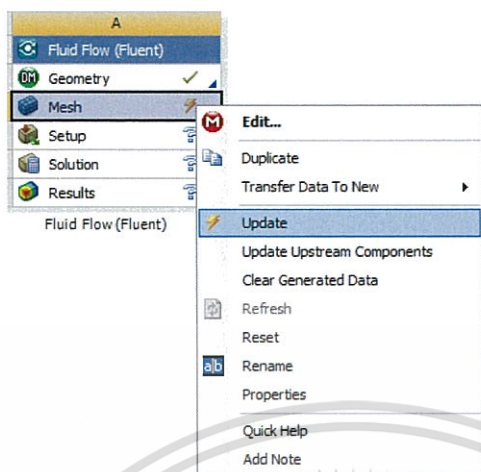 A
Fluid Flow (Fluent)
DM Geometry
Mesh
Setup
Solution
Results
Fluid Flow (Fluent)
M Edit...
Duplicate
Transfer Data To New
Update
Update Upstream Components
Clear Generated Data
Refresh
Reset
a|b Rename
Properties
Quick Help
Add Note